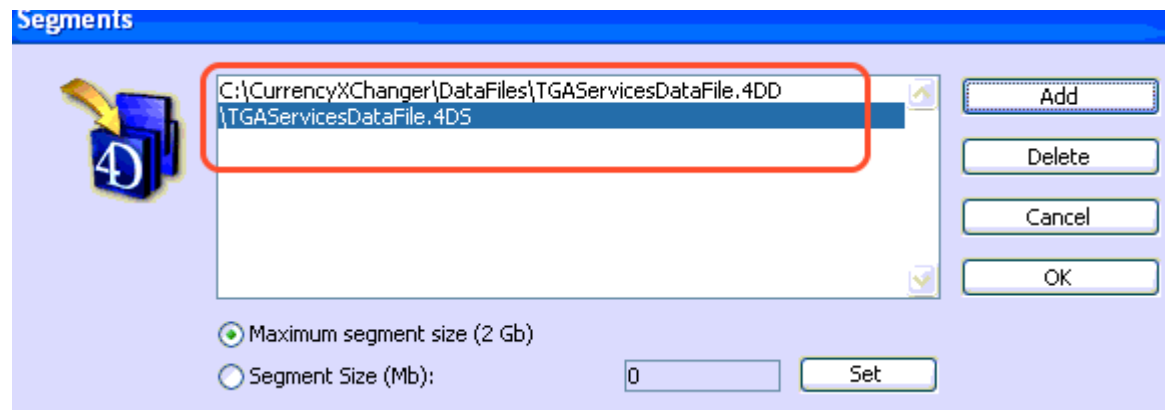 Segments
C:\CurrencyXChanger\DataFiles\TGAServicesDataFile.4DD
\TGAServicesDataFile.4DS
4D
Add
Delete
Cancel
OK
Maximum segment size (2 Gb)
Segment Size (Mb):
0
Set